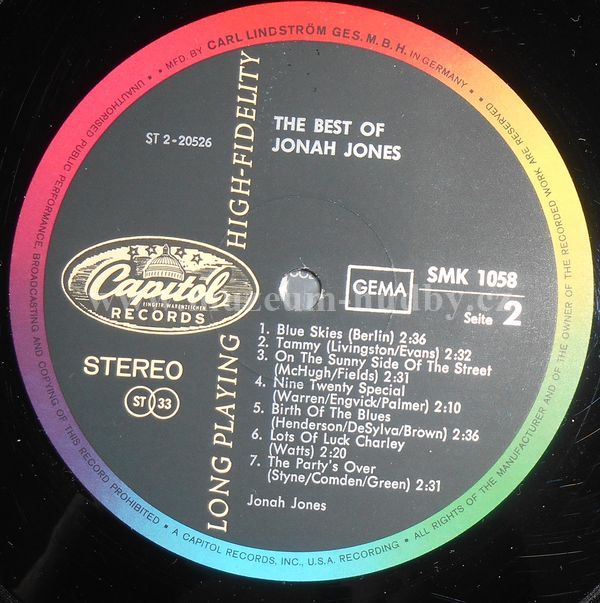 MFD. BY CARL LINDSTRÖM GES. M.B.H. IN GERMANY
ALL RIGHTS OF THE MANUFACTURER AND OF THE OWNER OF THE RECORDED WORK ARE RESERVED
UNAUTHORISED PUBLIC PERFORMANCE, BROADCASTING AND COPYING OF THIS RECORD PROHIBITED
A CAPITOL RECORDS, INC., U.S.A. RECORDING
LONG PLAYING HIGH-FIDELITY
ST 2-20526
THE BEST OF
JONAH JONES
Capitol
EINGETR. WARENZEICHEN
RECORDS
STEREO
ST 33
GEMA
SMK 1058
Seite 2
1. Blue Skies (Berlin) 2:36
2. Tammy (Livingston/Evans) 2:32
3. On The Sunny Side Of The Street
(McHugh/Fields) 2:31
4. Nine Twenty Special
(Warren/Engvick/Palmer) 2:10
5. Birth Of The Blues
(Henderson/DeSylva/Brown) 2:36
6. Lots Of Luck Charley
(Watts) 2:20
7. The Party's Over
(Styne/Comden/Green) 2:31
Jonah Jones